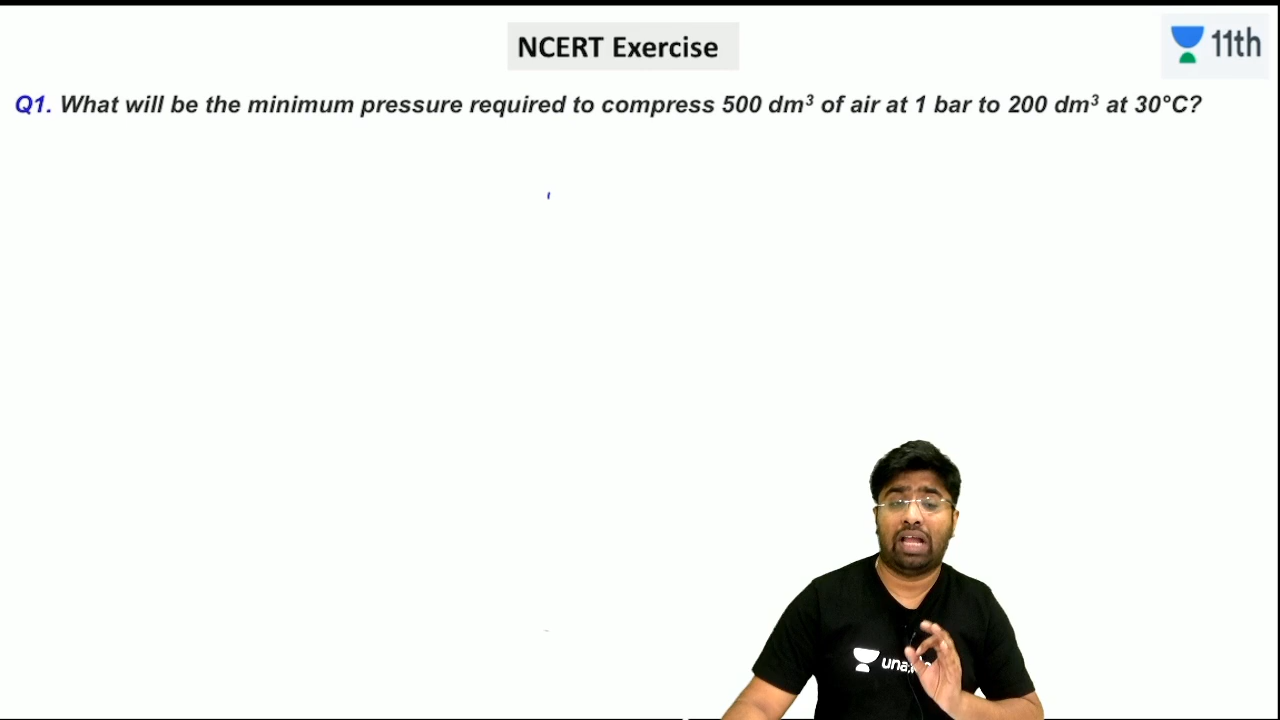 NCERT Exercise
11th
Q1. What will be the minimum pressure required to compress 500 dm³ of air at 1 bar to 200 dm³ at 30°C?